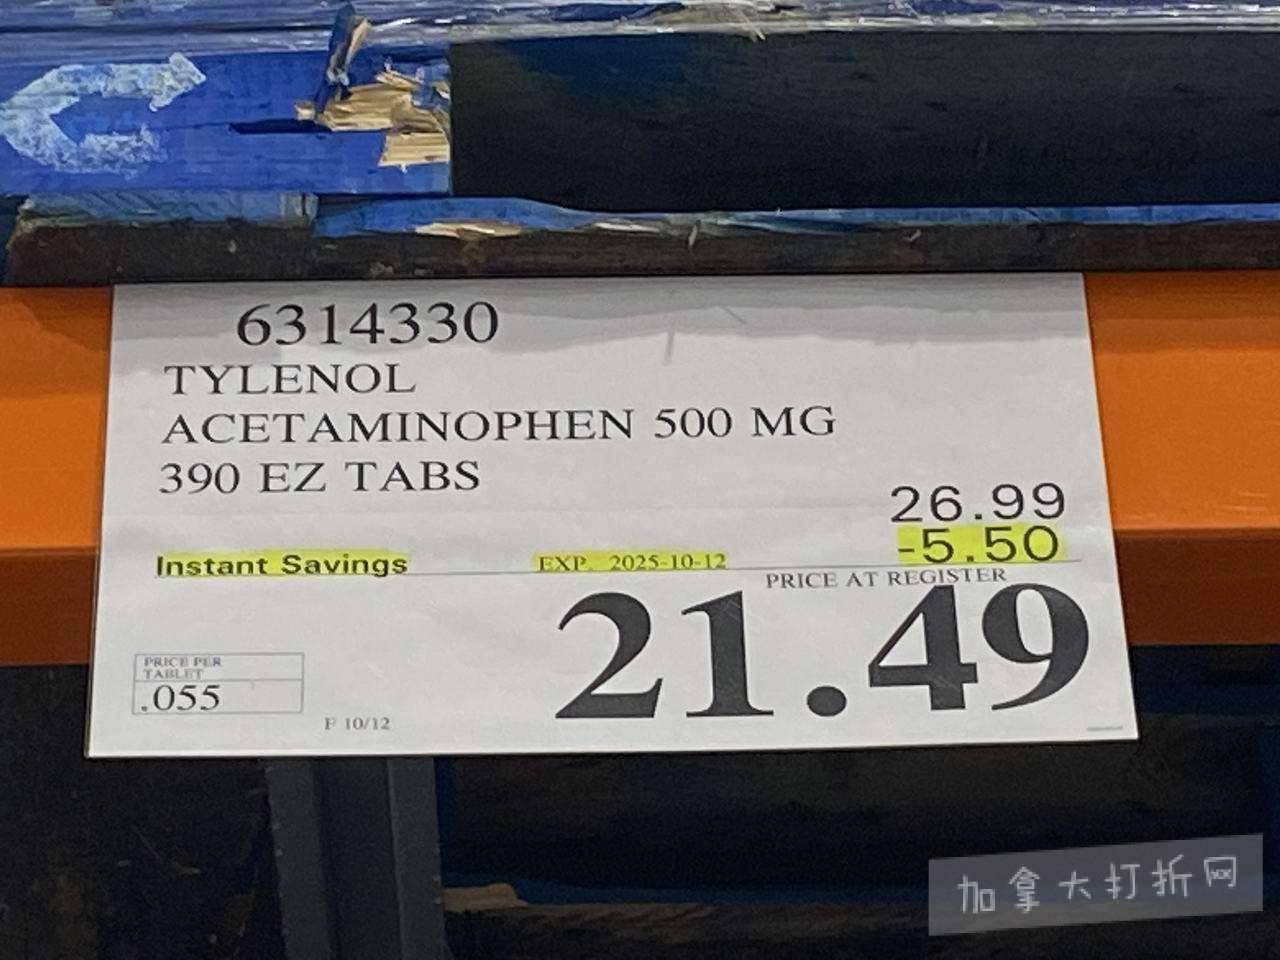 6314330
TYLENOL
ACETAMINOPHEN 500 MG
390 EZ TABS
26.99
-5.50
Instant Savings EXP. 2025-10-12
PRICE AT REGISTER
21.49
PRICE PER
TABLET
.055
F 10/12
加拿大打折网